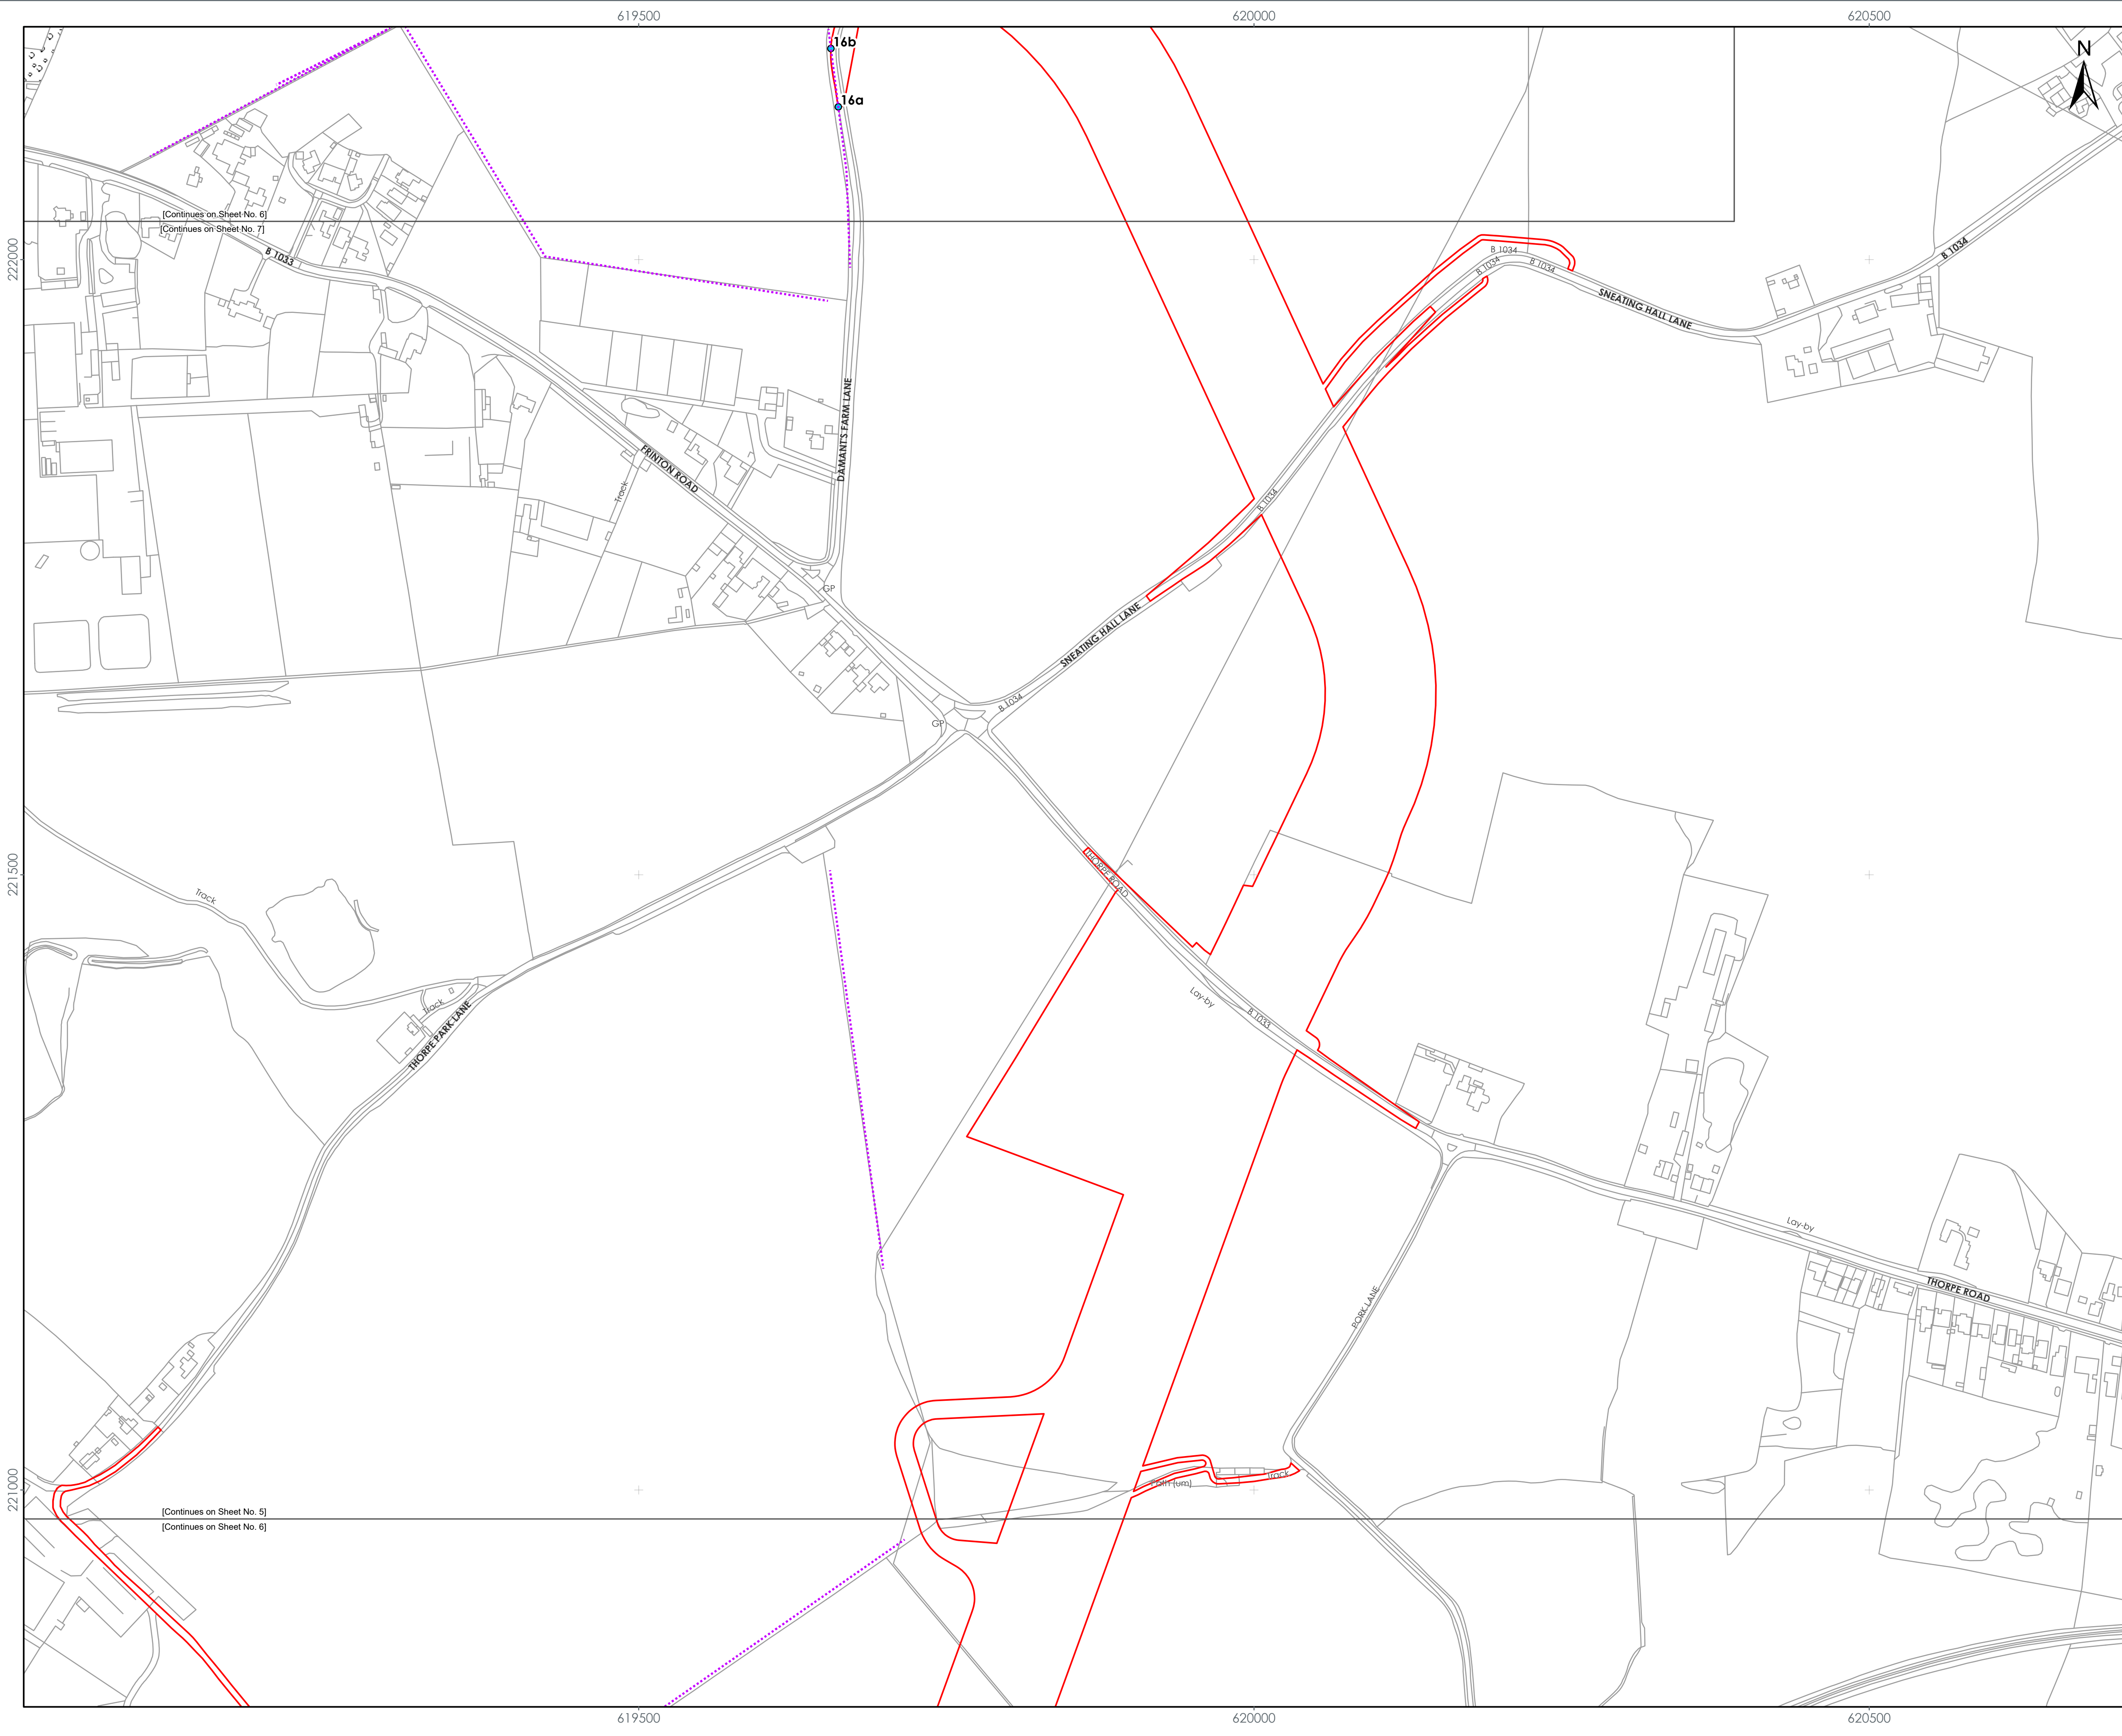 619500
620000
620500
16b
N
16a
[Continues on Sheet No. 6]
[Continues on Sheet No. 7]
222000
B 1033
B 1034
B 1034
B 1034
B 1034
SNEATING HALL LANE
DAMANT'S FARM LANE
FRINTON ROAD
Track
B 1034
GP
SNEATING HALL LANE
B 1034
GP
221500
THORPE ROAD
Track
Lay-by
B 1033
Track
THORPE PARK LANE
Lay-by
THORPE ROAD
PORK LANE
221000
Track
Path (um)
[Continues on Sheet No. 5]
[Continues on Sheet No. 6]
619500
620000
620500